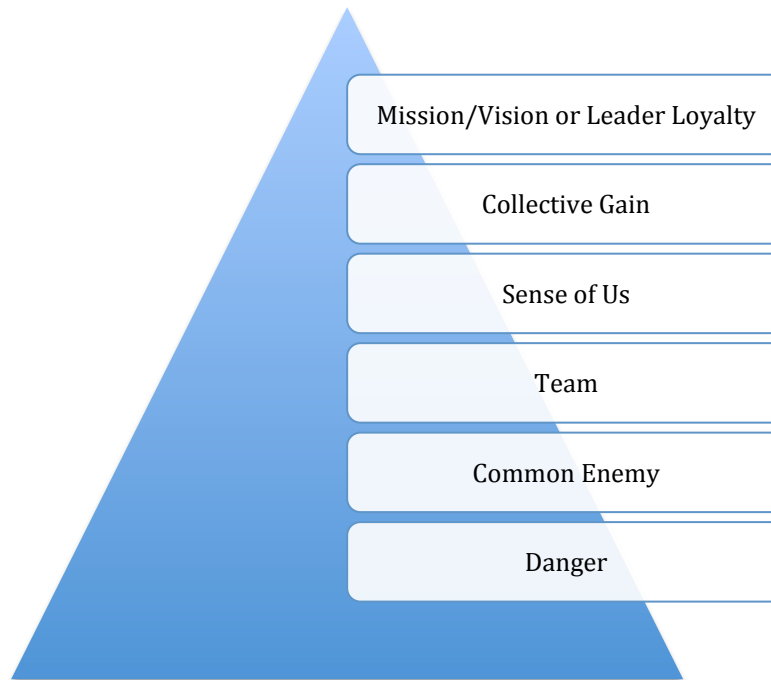 Mission/Vision or Leader Loyalty
Collective Gain
Sense of Us
Team
Common Enemy
Danger